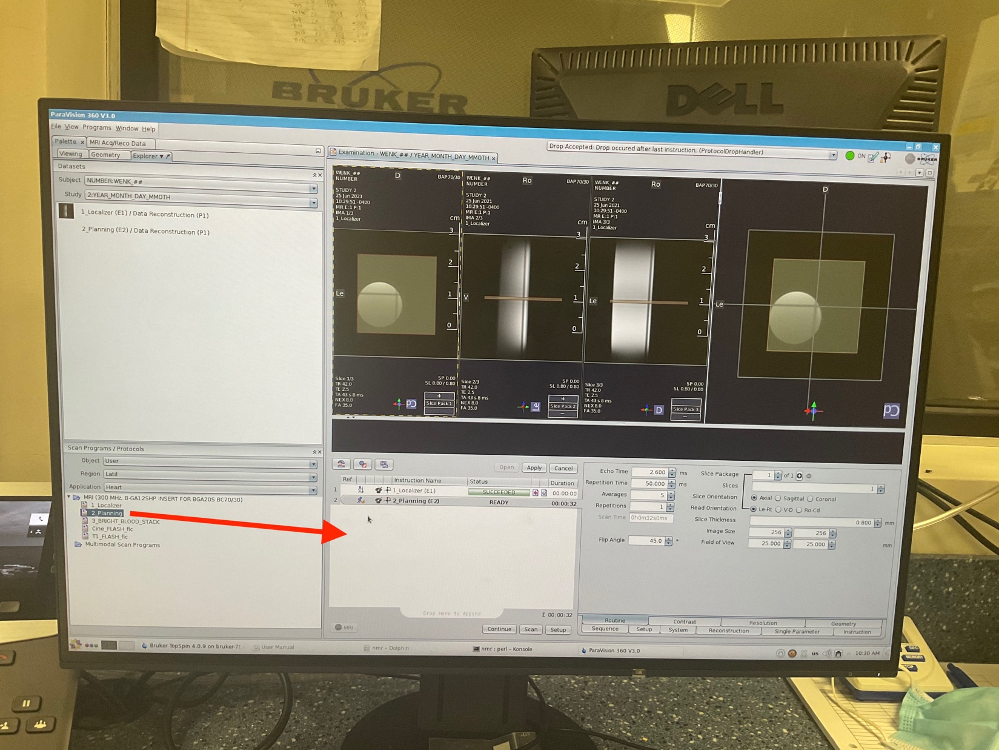 BRUKER
DELL
ParaVision 360 V3.0
File View Programs Window Help
Palette
MRI Acq/Reco Data
Viewing
Geometry
Explorer
Datasets
Subject
NUMBER:WENK_##
Study
2:YEAR_MONTH_DAY_MMOTH
1_Localizer (E1) / Data Reconstruction (P1)
2_Planning (E2) / Data Reconstruction (P1)
Scan Programs / Protocols
Object
User
Region
Latif
Application
Heart
MRI (300 MHz, B-GA12SHP INSERT FOR BGA20S BC70/30)
1_Localizer
2_Planning
3_BRIGHT_BLOOD_STACK
Cine_FLASH_flc
T1_FLASH_flc
Multimodal Scan Programs
Examination - WENK_## / YEAR_MONTH_DAY_MMOTH
Drop Accepted: Drop occured after last instruction. (ProtocolDropHandler)
ON
BRUKER
WENK_##
NUMBER
D
BAP70/30
STUDY 2
25 Jun 2021
10:29:51 -0400
MR E:1 P:1
IMA 1/3
1_Localizer
cm
3
2
1
0
Le
Slice 1/3
TR 42.0
TE 2.5
TA 43 s 8 ms
NEX 8.0
FA 35.0
SP 0.00
SL 0.80 / 0.80
+
Slice Pack 1
Cd
WENK_##
NUMBER
Ro
BAP70/30
STUDY 2
25 Jun 2021
10:29:51 -0400
MR E:1 P:1
IMA 2/3
1_Localizer
cm
3
2
1
0
V
Slice 2/3
TR 42.0
TE 2.5
TA 43 s 8 ms
NEX 8.0
FA 35.0
SP 0.00
SL 0.80 / 0.80
+
Slice Pack 2
−
Le
WENK_##
NUMBER
Ro
BAP70/30
STUDY 2
25 Jun 2021
10:29:51 -0400
MR E:1 P:1
IMA 3/3
1_Localizer
cm
3
2
1
0
Le
Slice 3/3
TR 42.0
TE 2.5
TA 43 s 8 ms
NEX 8.0
FA 35.0
SP 0.00
SL 0.80 / 0.80
Slice Pack 3
−
D
D
Le
Cd
Open
Apply
Cancel
Ref
Instruction Name
Status
Duration
1
1_Localizer (E1)
SUCCEEDED
00:00:00
2
2_Planning (E2)
READY
00:00:32
Drop Here to Append
Σ 00:00:32
MRI
Continue
Scan
Setup
Echo Time
2.600
ms
Repetition Time
50.000
ms
Averages
5
Repetitions
1
Scan Time
0h0m32s0ms
Flip Angle
45.0
°
Slice Package
1
of 1
Slices
1
Slice Orientation
Axial
Sagittal
Coronal
Read Orientation
Le-Rt
V-D
Ro-Cd
Slice Thickness
0.800
mm
Image Size
256
256
Field of View
25.000
25.000
mm
Routine
Contrast
Resolution
Geometry
Sequence
Setup
System
Reconstruction
Single Parameter
Instruction
Bruker TopSpin 4.0.9 on bruker-7t
User Manual
nmr - Dolphin
nmr : perl - Konsole
ParaVision 360 V3.0
us
10:30 AM
SEC
MEMORY